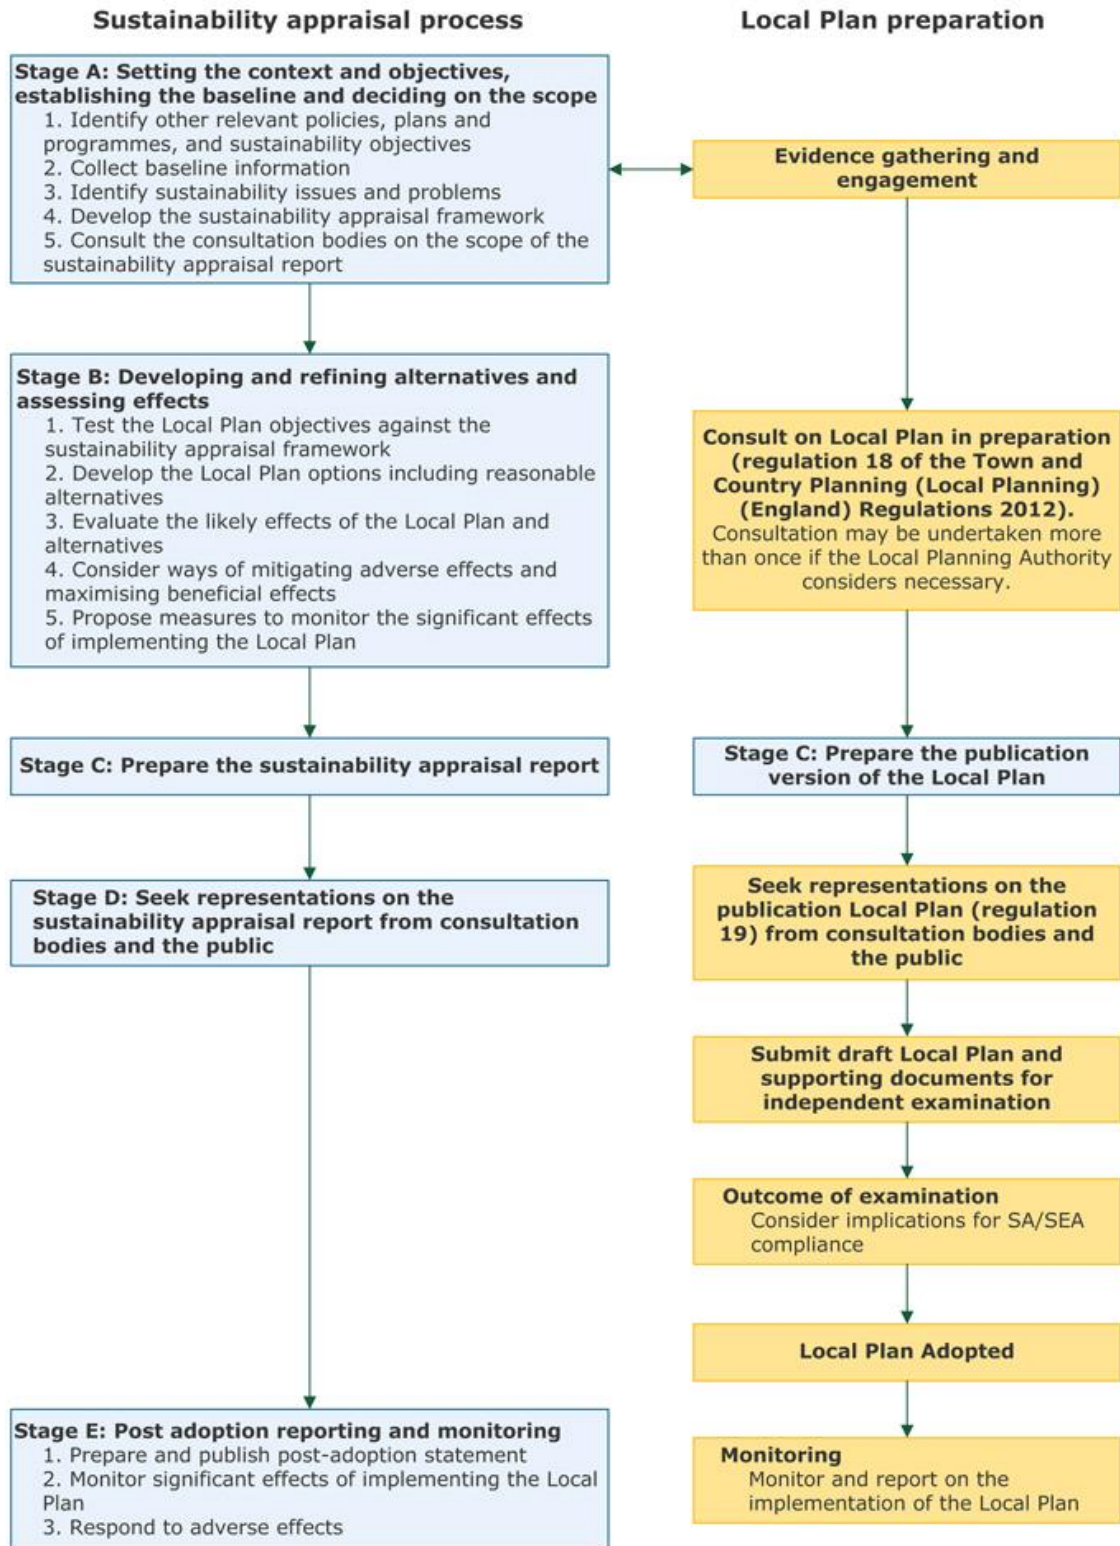 Sustainability appraisal process
Local Plan preparation
Stage A: Setting the context and objectives,
establishing the baseline and deciding on the scope
1. Identify other relevant policies, plans and
programmes, and sustainability objectives
2. Collect baseline information
3. Identify sustainability issues and problems
4. Develop the sustainability appraisal framework
5. Consult the consultation bodies on the scope of the
sustainability appraisal report
Evidence gathering and
engagement
Stage B: Developing and refining alternatives and
assessing effects
1. Test the Local Plan objectives against the
sustainability appraisal framework
2. Develop the Local Plan options including reasonable
alternatives
3. Evaluate the likely effects of the Local Plan and
alternatives
4. Consider ways of mitigating adverse effects and
maximising beneficial effects
5. Propose measures to monitor the significant effects
of implementing the Local Plan
Consult on Local Plan in preparation
(regulation 18 of the Town and
Country Planning (Local Planning)
(England) Regulations 2012).
Consultation may be undertaken more
than once if the Local Planning Authority
considers necessary.
Stage C: Prepare the sustainability appraisal report
Stage C: Prepare the publication
version of the Local Plan
Stage D: Seek representations on the
sustainability appraisal report from consultation
bodies and the public
Seek representations on the
publication Local Plan (regulation
19) from consultation bodies and
the public
Submit draft Local Plan and
supporting documents for
independent examination
Outcome of examination
Consider implications for SA/SEA
compliance
Local Plan Adopted
Stage E: Post adoption reporting and monitoring
1. Prepare and publish post-adoption statement
2. Monitor significant effects of implementing the Local
Plan
3. Respond to adverse effects
Monitoring
Monitor and report on the
implementation of the Local Plan